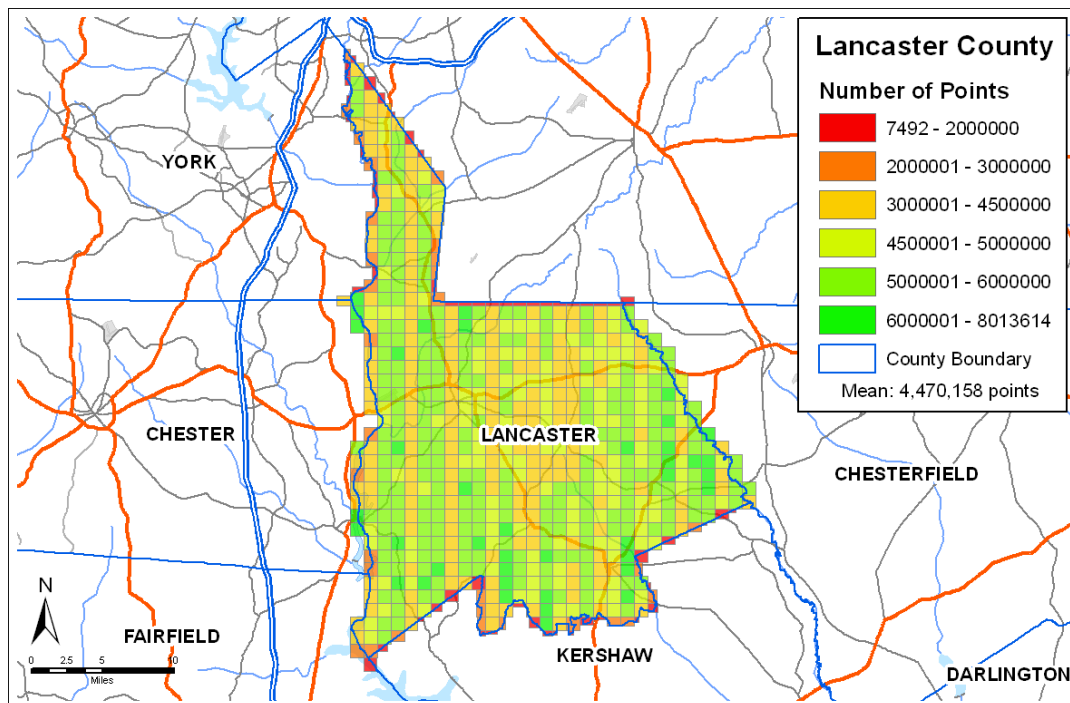 Lancaster County
Number of Points
7492 - 2000000
2000001 - 3000000
3000001 - 4500000
4500001 - 5000000
5000001 - 6000000
6000001 - 8013614
County Boundary
Mean: 4,470,158 points
YORK
CHESTER
LANCASTER
CHESTERFIELD
FAIRFIELD
KERSHAW
DARLINGTON
N
0 2.5 5 10
Miles